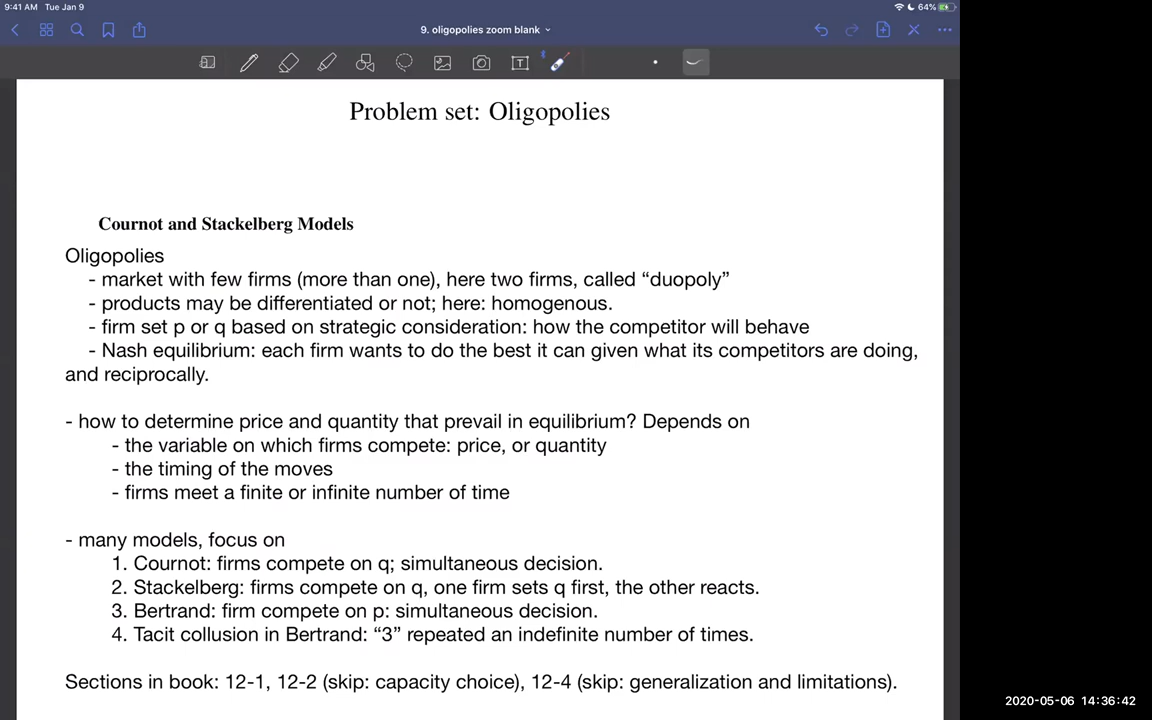 9:41 AM Tue Jan 9
64%
9. oligopolies zoom blank
T
Problem set: Oligopolies
Cournot and Stackelberg Models
Oligopolies
- market with few firms (more than one), here two firms, called “duopoly”
- products may be differentiated or not; here: homogenous.
- firm set p or q based on strategic consideration: how the competitor will behave
- Nash equilibrium: each firm wants to do the best it can given what its competitors are doing,
and reciprocally.
- how to determine price and quantity that prevail in equilibrium? Depends on
- the variable on which firms compete: price, or quantity
- the timing of the moves
- firms meet a finite or infinite number of time
- many models, focus on
1. Cournot: firms compete on q; simultaneous decision.
2. Stackelberg: firms compete on q, one firm sets q first, the other reacts.
3. Bertrand: firm compete on p: simultaneous decision.
4. Tacit collusion in Bertrand: “3” repeated an indefinite number of times.
Sections in book: 12-1, 12-2 (skip: capacity choice), 12-4 (skip: generalization and limitations).
2020-05-06 14:36:42